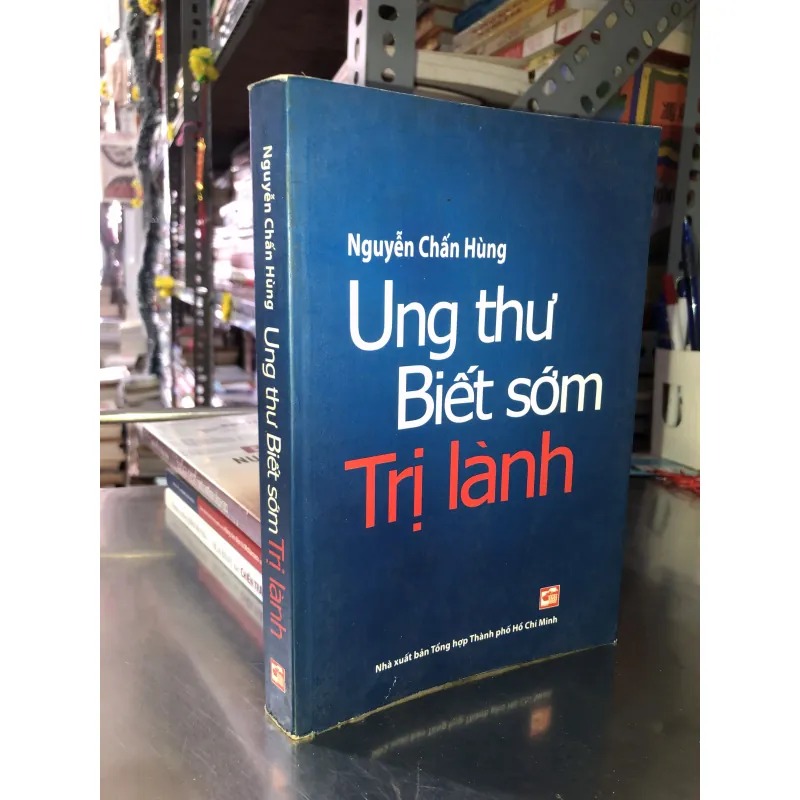 Nguyễn Chấn Hùng
Ung thư
Biết sớm
Trị lành
Nhà xuất bản Tổng hợp Thành phố Hồ Chí Minh
Nguyễn Chấn Hùng Ung thư Biết sớm Trị lành